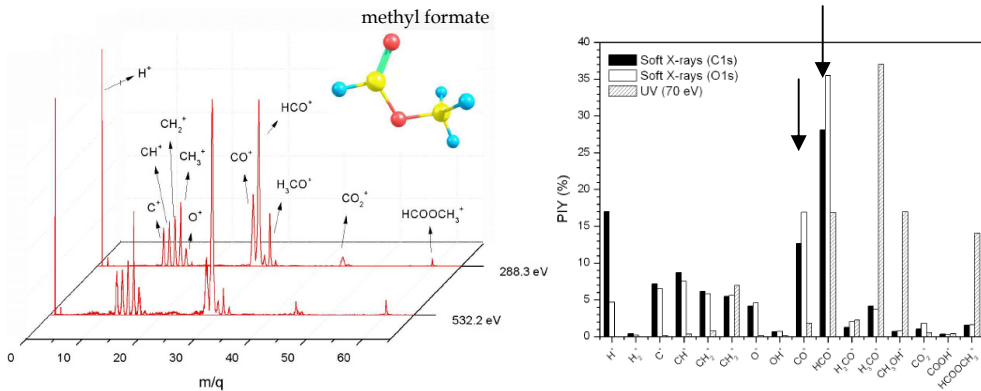 methyl formate
H⁺
CH₂⁺
CH⁺
CH₃⁺
C⁺
O⁺
HCO⁺
CO⁺
H₃CO⁺
CO₂⁺
HCOOCH₃⁺
288.3 eV
532.2 eV
0 10 20 30 40 50 60
m/q
40
35
30
25
20
15
10
5
0
PIY (%)
Soft X-rays (C1s)
Soft X-rays (O1s)
UV (70 eV)
H⁺ H₂⁺ C⁺ CH⁺ CH₂⁺ CH₃⁺ O⁺ OH⁺ CO⁺ HCO⁺ H₂CO⁺ H₃CO⁺ CH₃OH⁺ CO₂⁺ COOH⁺ HCOOCH₃⁺